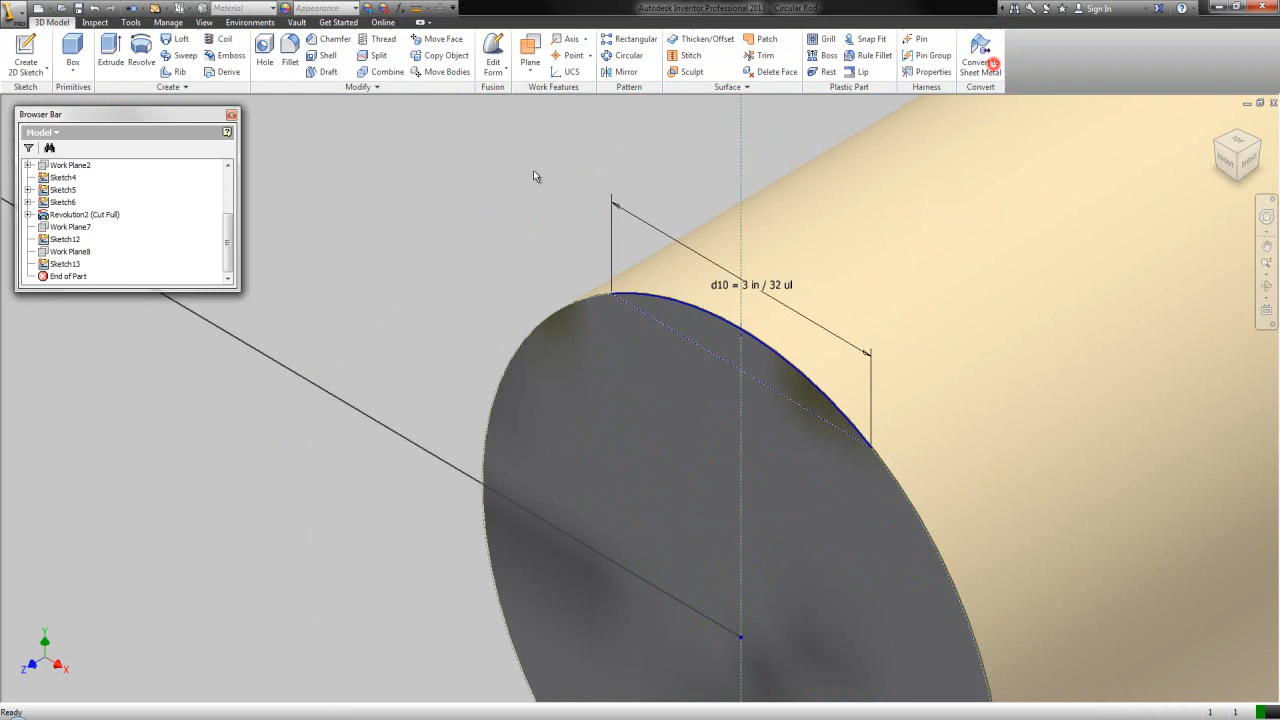 Material
Appearance
Autodesk Inventor Professional 2013 Circular Rod
Sign In
PRO
3D Model Inspect Tools Manage View Environments Vault Get Started Online
Create 2D Sketch
Sketch
Box
Primitives
Extrude Revolve
Loft Coil
Sweep Emboss
Rib Derive
Create
Hole Fillet
Chamfer Thread Move Face
Shell Split Copy Object
Draft Combine Move Bodies
Modify
Edit Form
Fusion
Plane
Axis
Point
UCS
Work Features
Rectangular
Circular
Mirror
Pattern
Thicken/Offset Patch
Stitch Trim
Sculpt Delete Face
Surface
Grill Snap Fit
Boss Rule Fillet
Rest Lip
Plastic Part
Pin
Pin Group
Properties
Harness
Sheet Metal
Convert
Browser Bar
Model
Work Plane2
Sketch4
Sketch5
Sketch6
Revolution2 (Cut Full)
Work Plane7
Sketch12
Work Plane8
Sketch13
End of Part
d10 = 3 in / 32 ul
TOP
FRONT RIGHT
Y
Z X
Ready 1 1